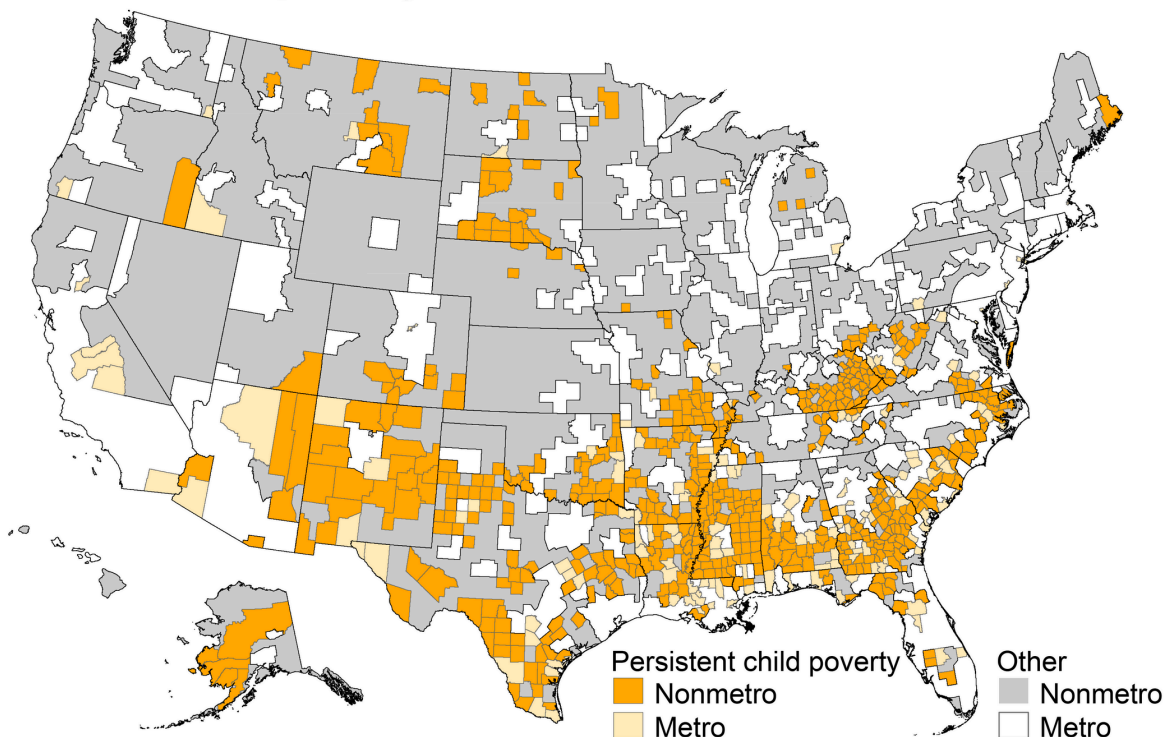 Persistent child poverty
Nonmetro
Metro
Other
Nonmetro
Metro